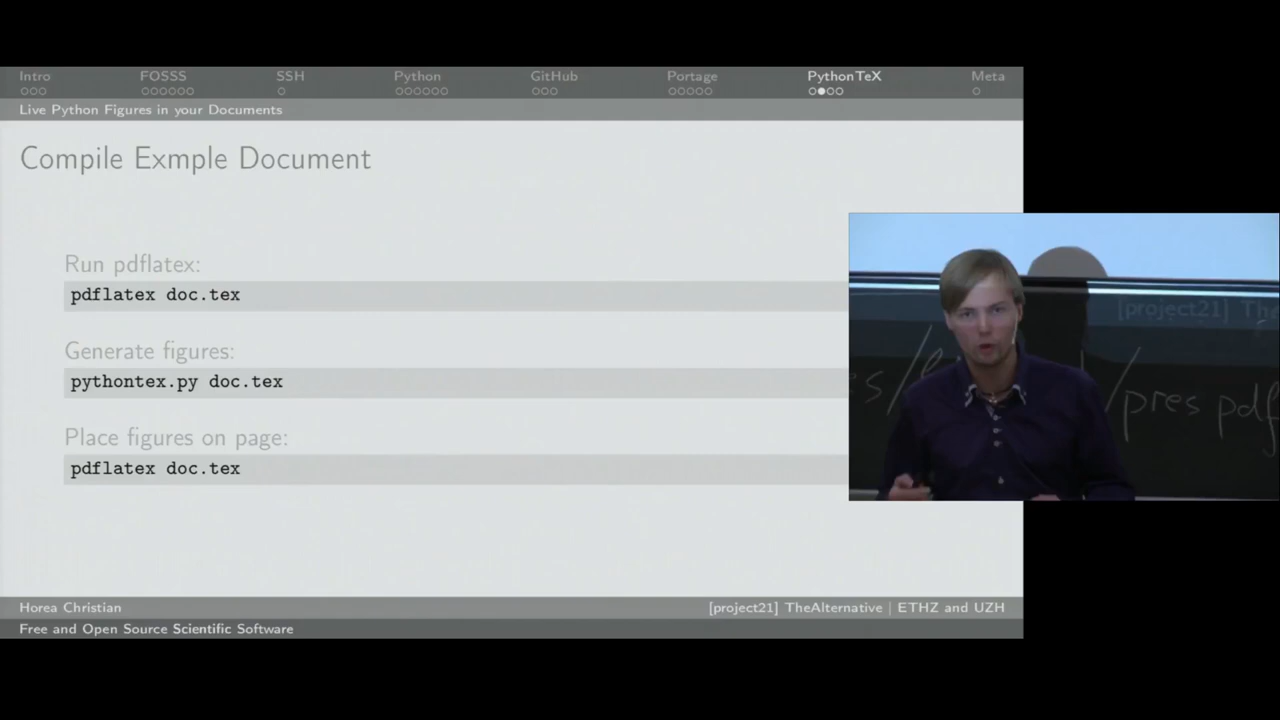 Intro FOSSS SSH Python GitHub Portage PythonTeX Meta
Live Python Figures in your Documents
Compile Exmple Document
Run pdflatex:
pdflatex doc.tex
Generate figures:
pythontex.py doc.tex
Place figures on page:
pdflatex doc.tex
[project21] The
/pres pdf
Horea Christian [project21] TheAlternative | ETHZ and UZH
Free and Open Source Scientific Software